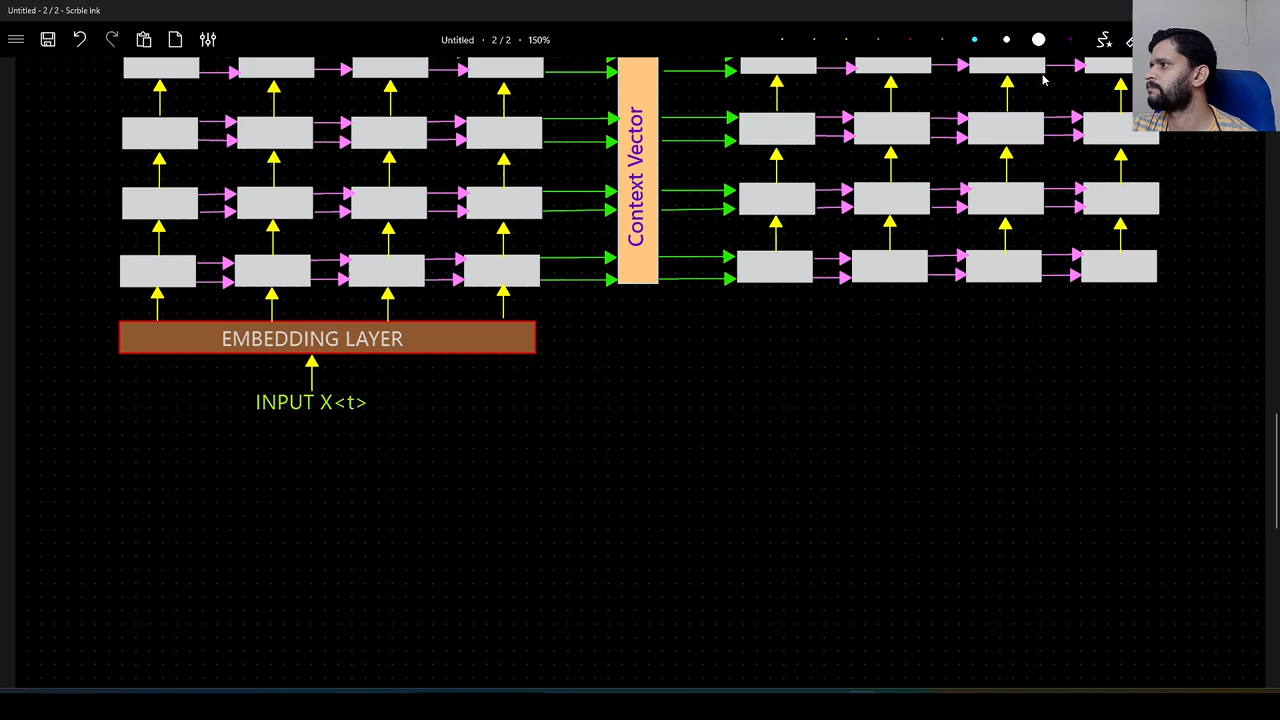 Untitled - 2 / 2 - Scrble Ink
Untitled • 2 / 2 • 150%
Context Vector
EMBEDDING LAYER
INPUT X<t>